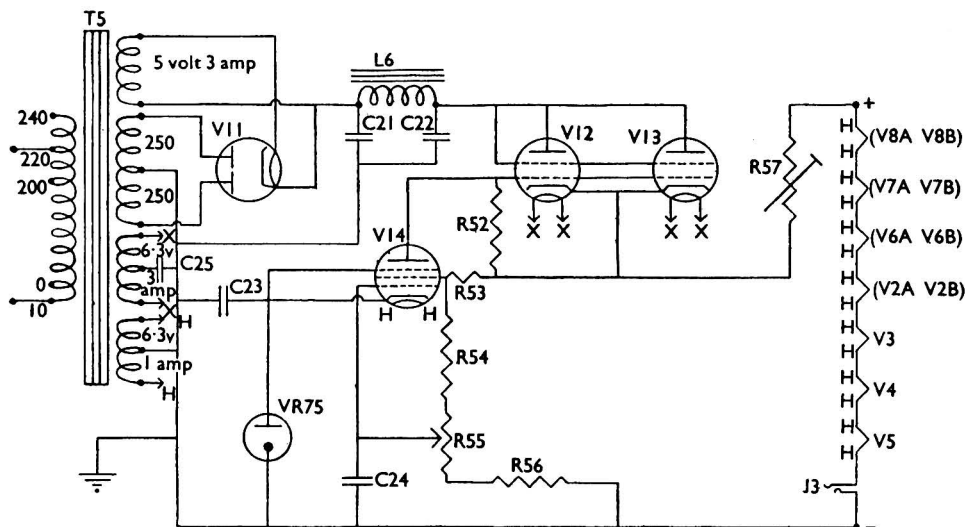 T5
5 volt 3 amp
240
220
200
0
10
250
250
V11
6·3v
3
amp
X
C25
X
H
6·3v
1 amp
H
L6
C21
C22
C23
V14
H
H
VR75
C24
R52
R53
R54
R55
R56
V12
V13
X
X
X
X
R57
+
H
H
(V8A V8B)
H
H
(V7A V7B)
H
H
(V6A V6B)
H
H
(V2A V2B)
H
H
V3
H
H
V4
H
H
V5
J3
−